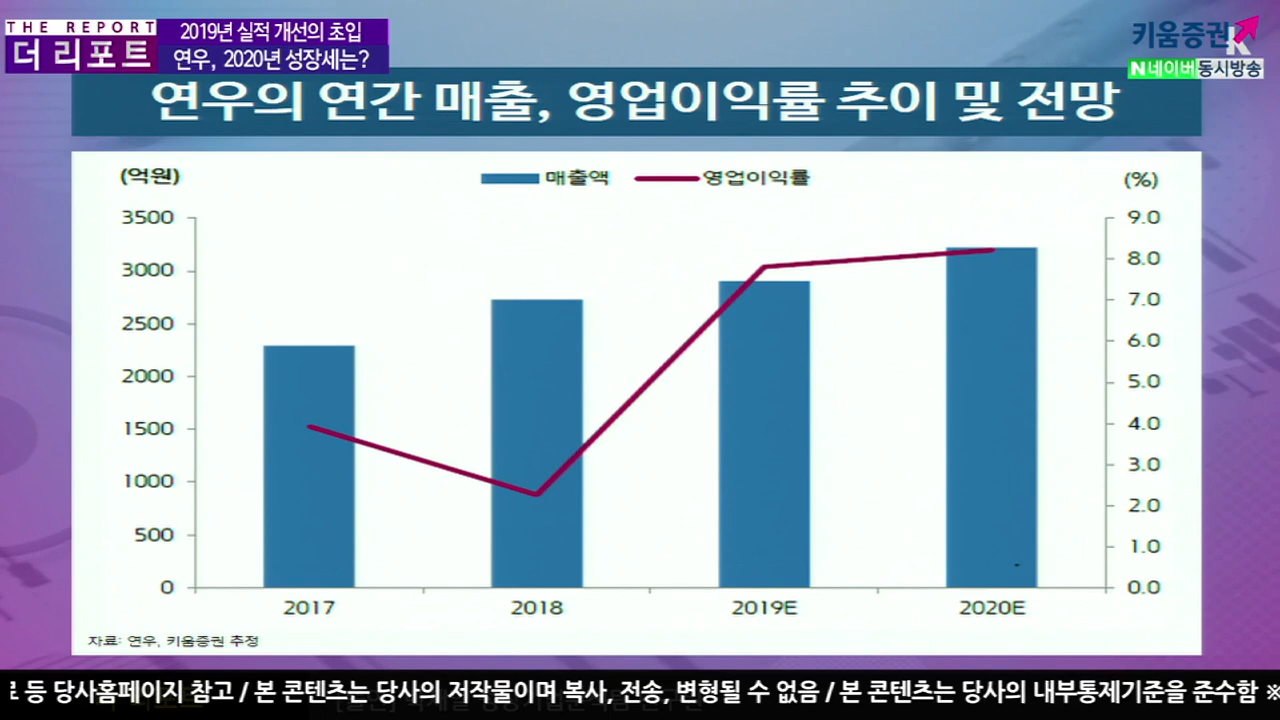 THE REPORT
더 리포트
2019년 실적 개선의 초입
연우, 2020년 성장세는?
키움증권
N네이버 동시방송
연우의 연간 매출, 영업이익률 추이 및 전망
(억원)
매출액
영업이익률
(%)
3500
3000
2500
2000
1500
1000
500
0
9.0
8.0
7.0
6.0
5.0
4.0
3.0
2.0
1.0
0.0
2017
2018
2019E
2020E
자료: 연우, 키움증권 추정
등 당사홈페이지 참고 / 본 콘텐츠는 당사의 저작물이며 복사, 전송, 변형될 수 없음 / 본 콘텐츠는 당사의 내부통제기준을 준수함 ※